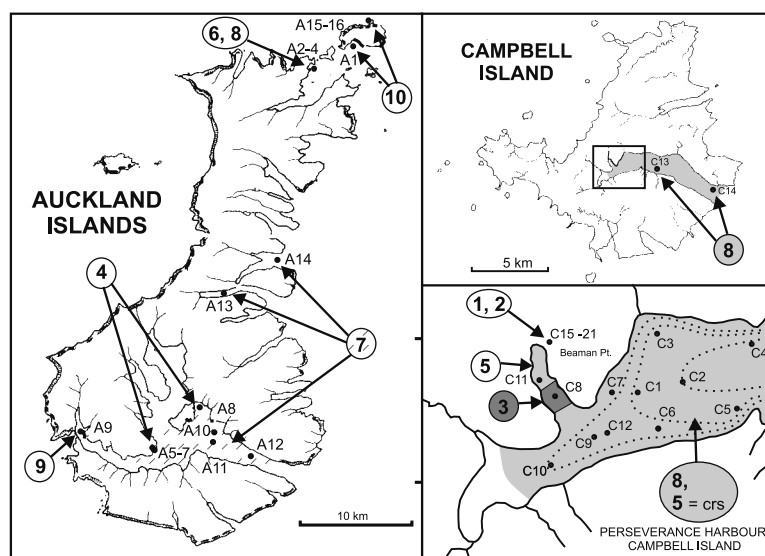 A15-16
6, 8
A2-4
A1
10
AUCKLAND
ISLANDS
A14
4
A13
7
A8
A9
A10
A12
9
A5-7
A11
10 km
CAMPBELL
ISLAND
C13
C14
8
5 km
1, 2
C15 -21
Beaman Pt.
C3
C4
5
C11
C8
C7
C1
C2
3
C5
C6
C12
C9
C10
8,
5 = crs
PERSEVERANCE HARBOUR
CAMPBELL ISLAND